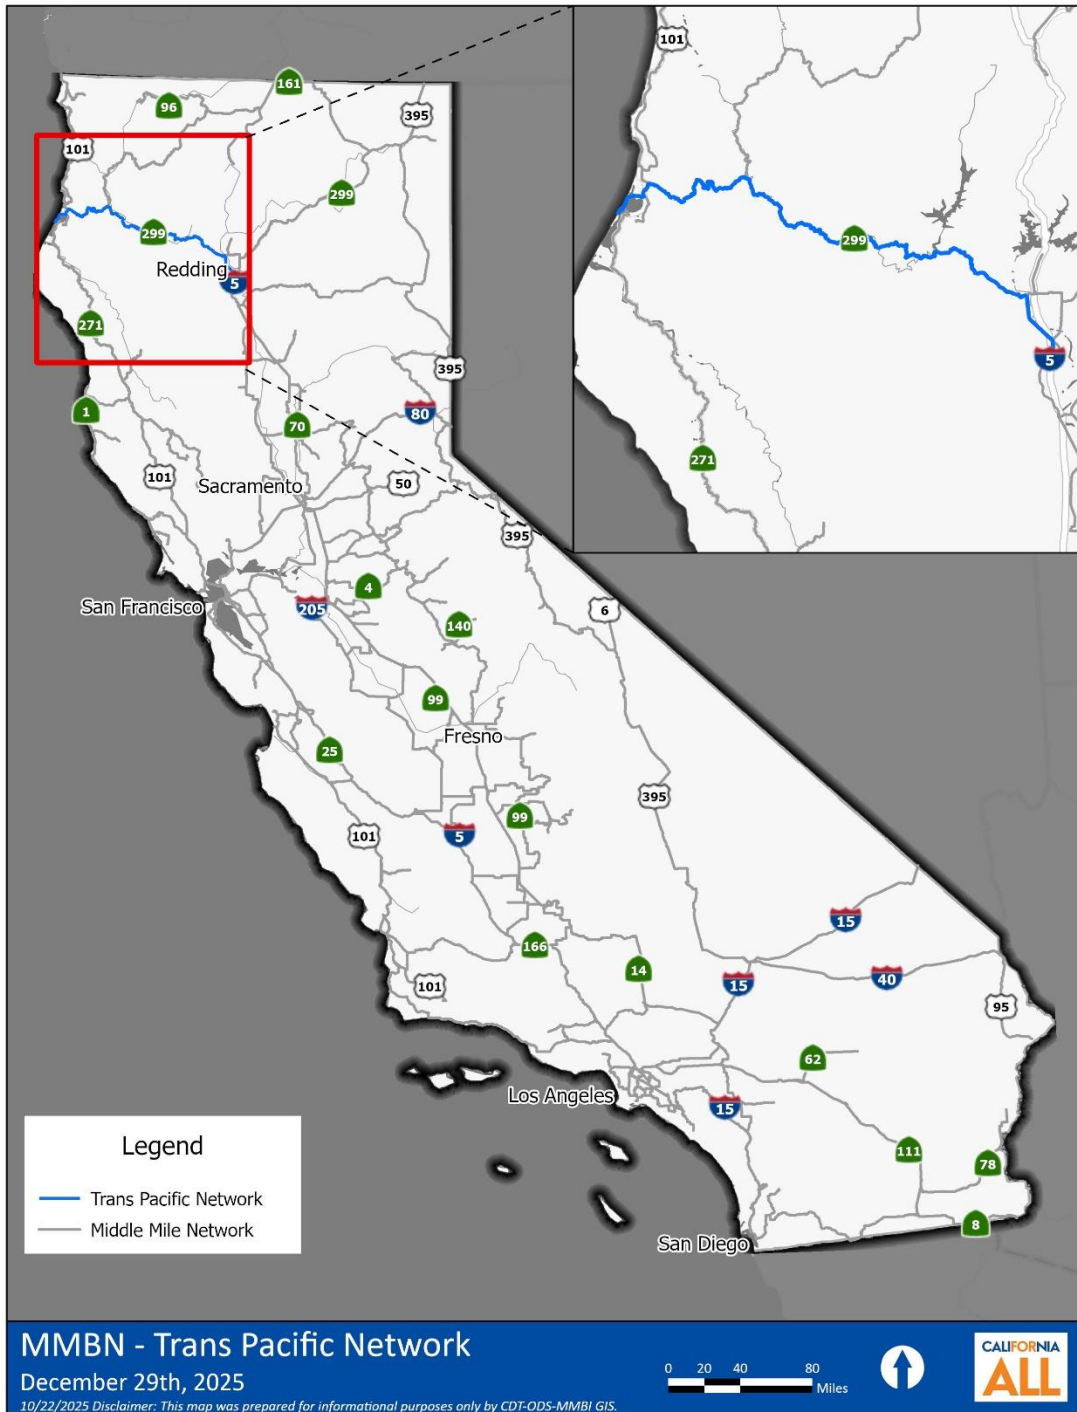 161
96
395
101
101
299
299
299
Redding
5
5
271
271
395
1
80
70
101
Sacramento
50
395
San Francisco
205
4
6
140
99
Fresno
25
395
99
101
5
15
166
14
101
15
40
95
62
Los Angeles
15
111
78
San Diego
8
Legend
Trans Pacific Network
Middle Mile Network
MMBN - Trans Pacific Network
December 29th, 2025
10/22/2025 Disclaimer: This map was prepared for informational purposes only by CDT-ODS-MMBI GIS.
0 20 40 80
Miles
CALIFORNIA
ALL